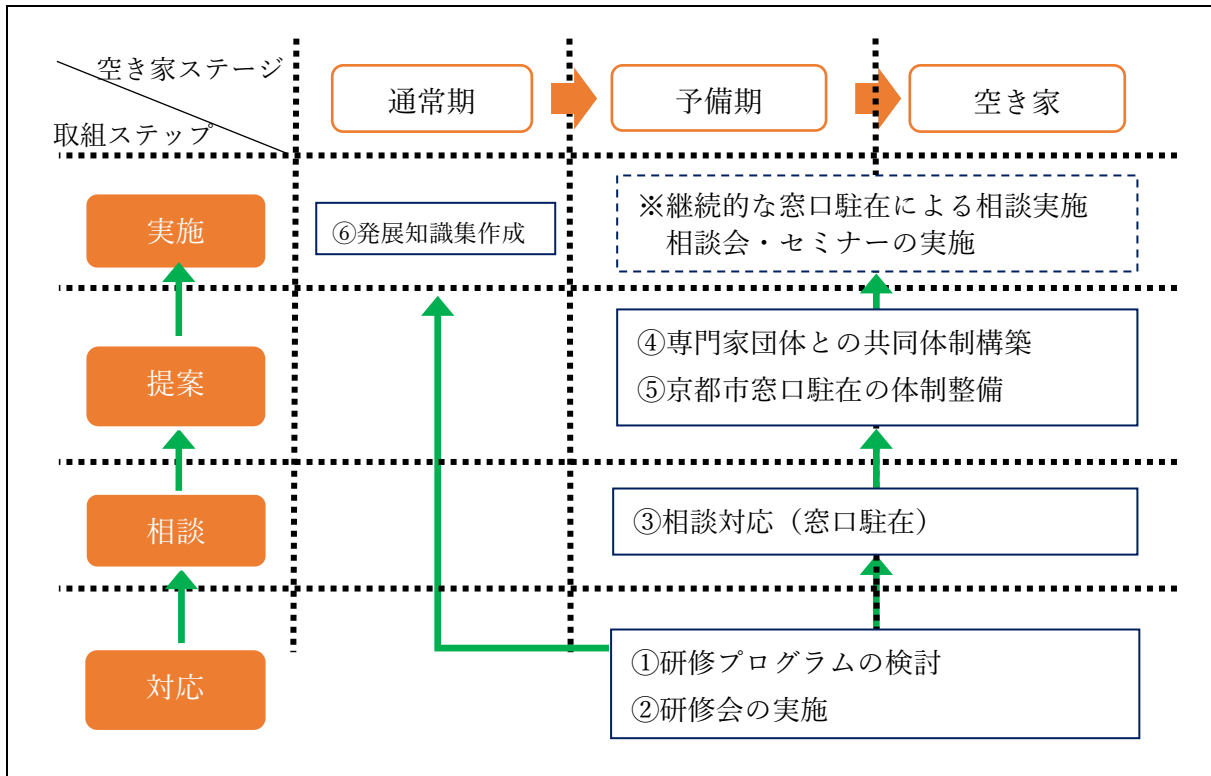 空き家ステージ
取組ステップ
通常期
予備期
空き家
実施
⑥発展知識集作成
※継続的な窓口駐在による相談実施
相談会・セミナーの実施
提案
④専門家団体との共同体制構築
⑤京都市窓口駐在の体制整備
相談
③相談対応（窓口駐在）
対応
①研修プログラムの検討
②研修会の実施